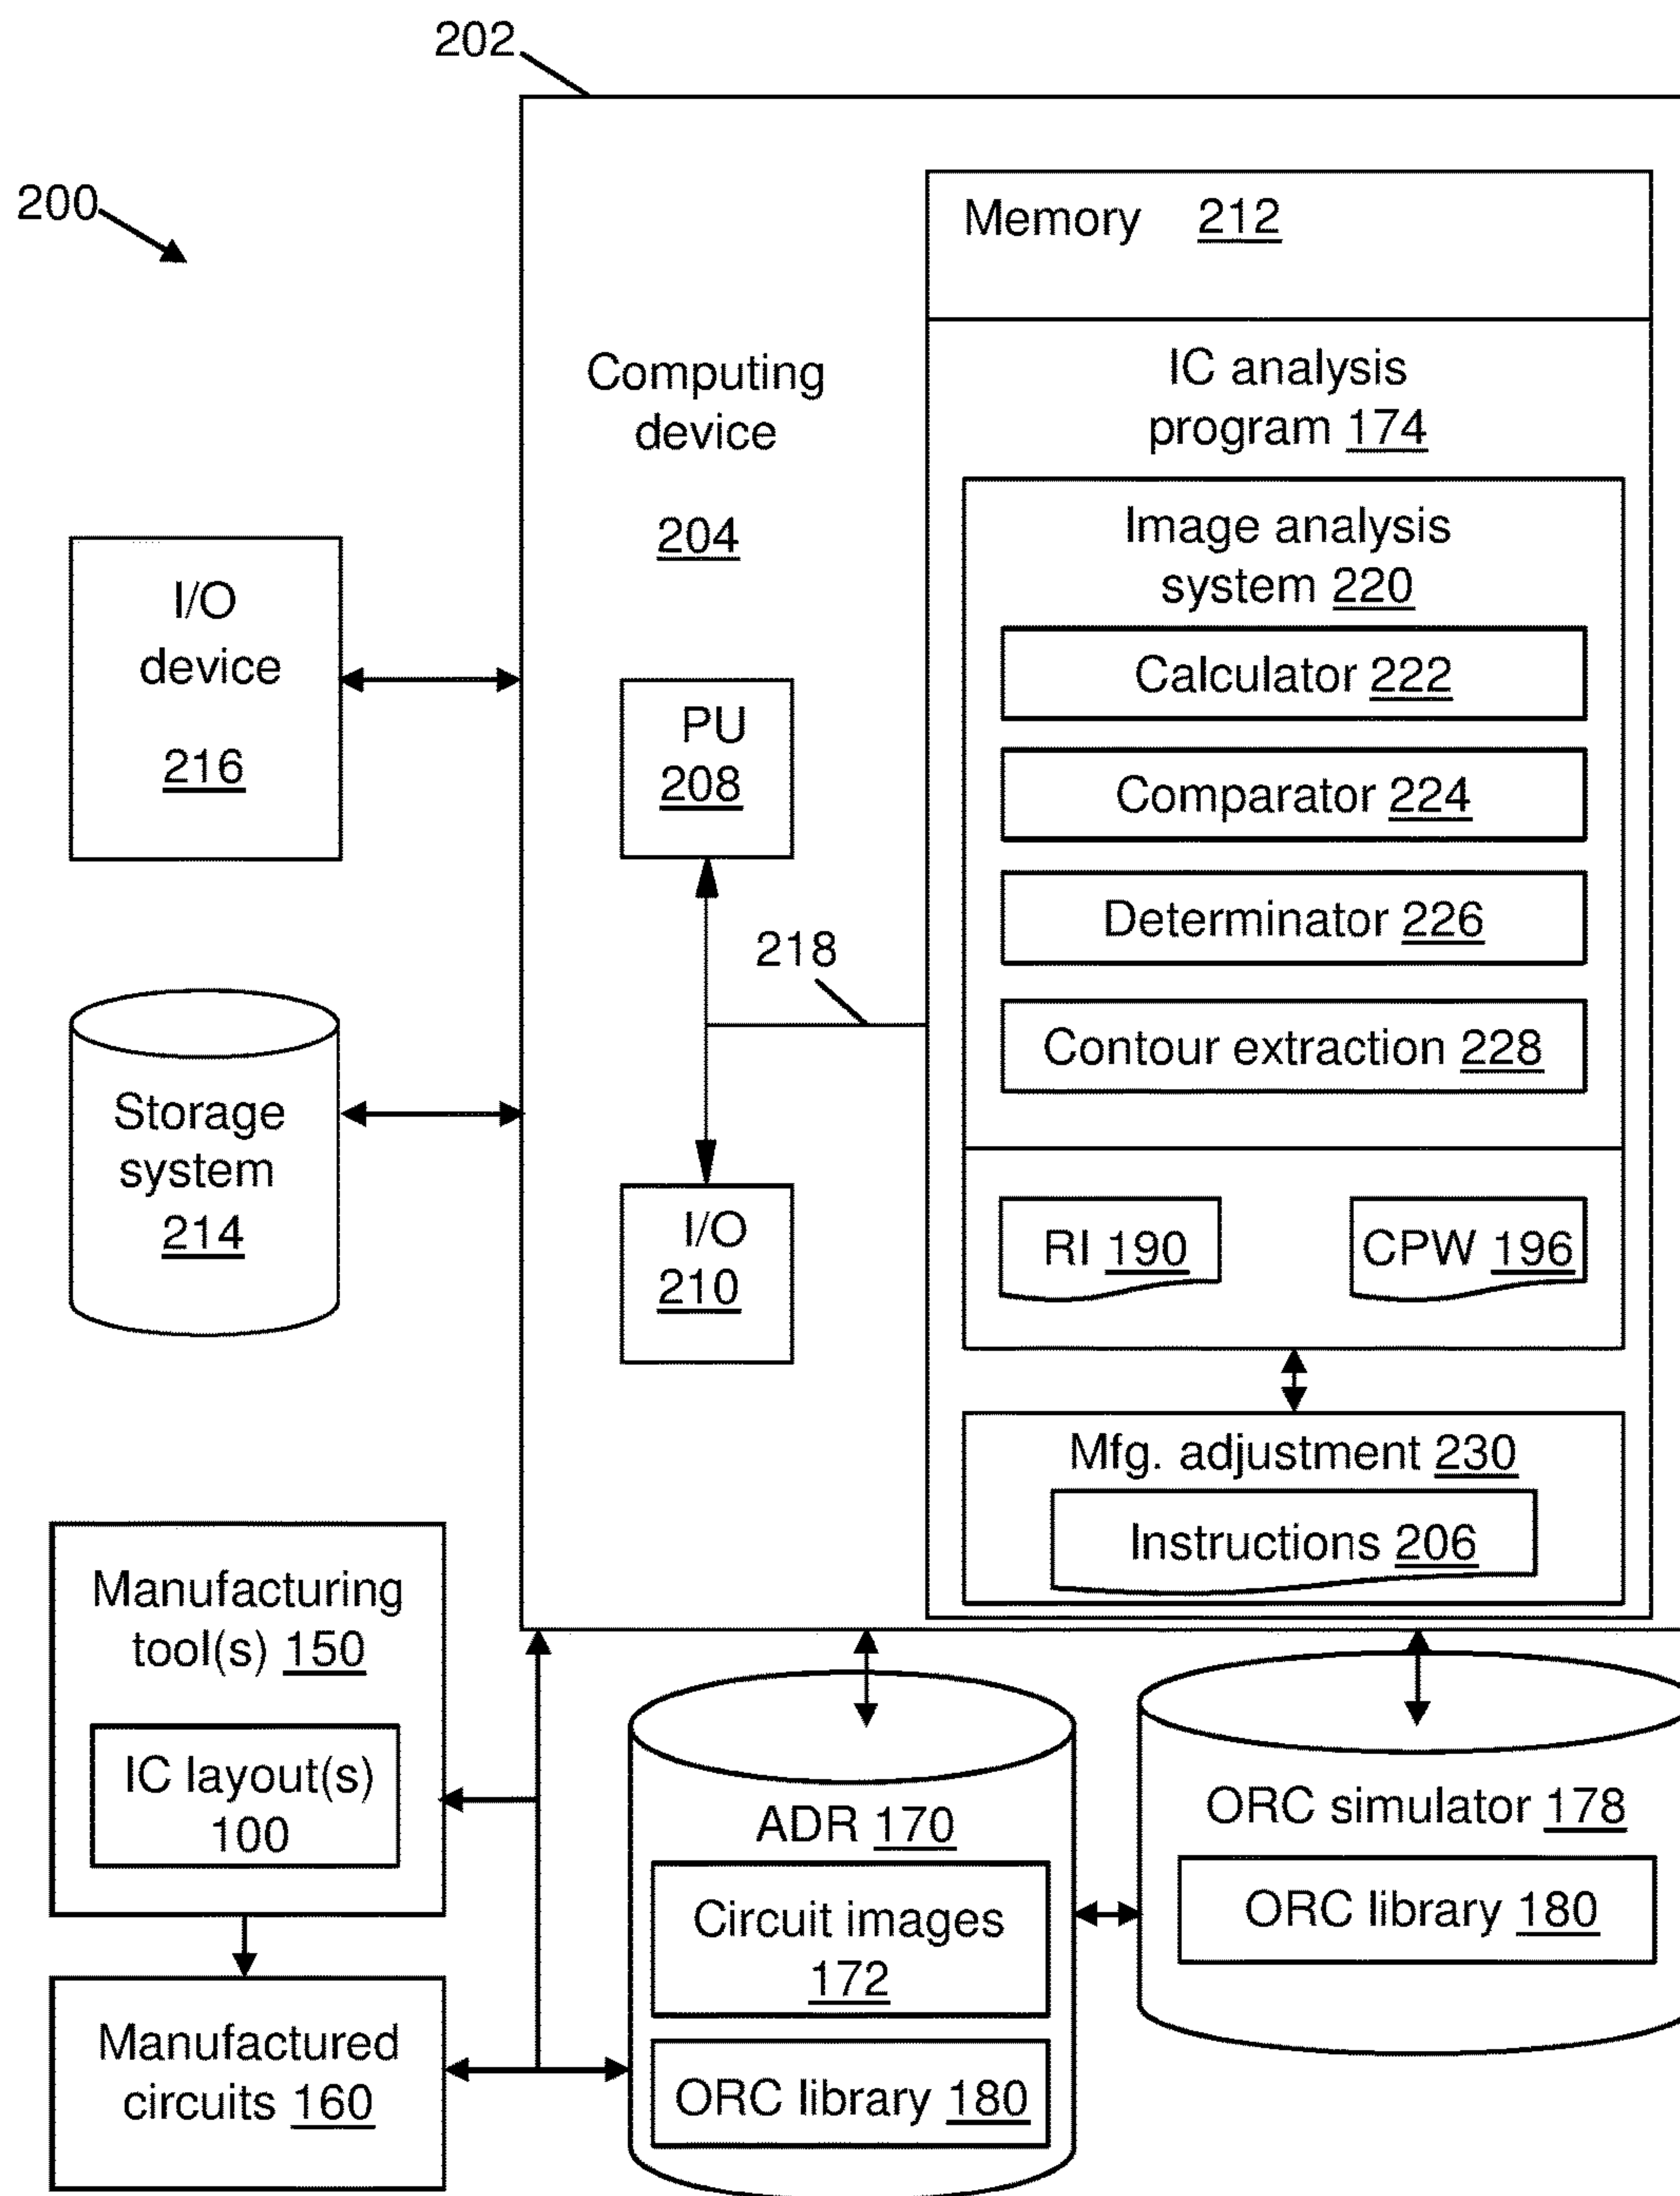 202
200
Memory 212
Computing
device
204
IC analysis
program 174
Image analysis
system 220
Calculator 222
Comparator 224
Determinator 226
Contour extraction 228
I/O
device
216
PU
208
218
Storage
system
214
I/O
210
RI 190
CPW 196
Mfg. adjustment 230
Instructions 206
Manufacturing
tool(s) 150
IC layout(s)
100
Manufactured
circuits 160
ADR 170
Circuit images
172
ORC library 180
ORC simulator 178
ORC library 180